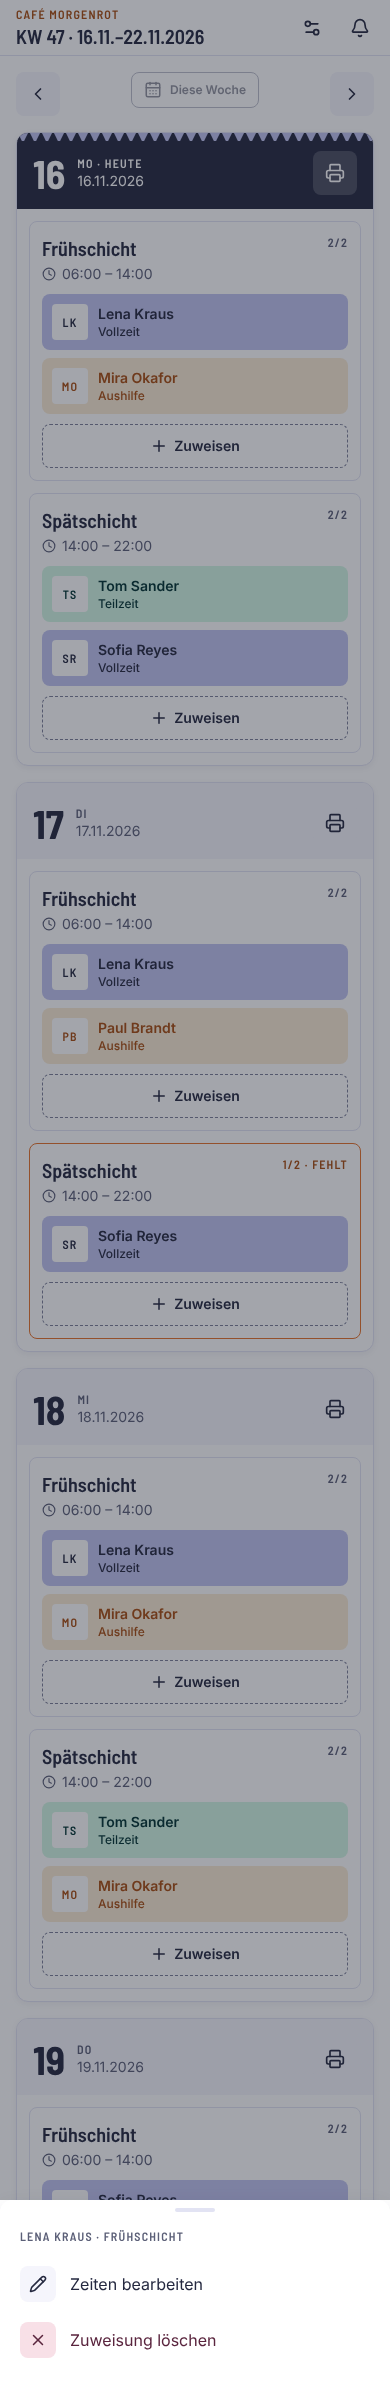 CAFÉ MORGENROT
KW 47 · 16.11.–22.11.2026
Diese Woche
16
MO · HEUTE
16.11.2026
Frühschicht
2/2
06:00 – 14:00
LK
Lena Kraus
Vollzeit
MO
Mira Okafor
Aushilfe
Zuweisen
Spätschicht
2/2
14:00 – 22:00
TS
Tom Sander
Teilzeit
SR
Sofia Reyes
Vollzeit
Zuweisen
17
DI
17.11.2026
Frühschicht
2/2
06:00 – 14:00
LK
Lena Kraus
Vollzeit
PB
Paul Brandt
Aushilfe
Zuweisen
Spätschicht
1/2 · FEHLT
14:00 – 22:00
SR
Sofia Reyes
Vollzeit
Zuweisen
18
MI
18.11.2026
Frühschicht
2/2
06:00 – 14:00
LK
Lena Kraus
Vollzeit
MO
Mira Okafor
Aushilfe
Zuweisen
Spätschicht
2/2
14:00 – 22:00
TS
Tom Sander
Teilzeit
MO
Mira Okafor
Aushilfe
Zuweisen
19
DO
19.11.2026
Frühschicht
2/2
06:00 – 14:00
Sofia Reyes
LENA KRAUS · FRÜHSCHICHT
Zeiten bearbeiten
Zuweisung löschen